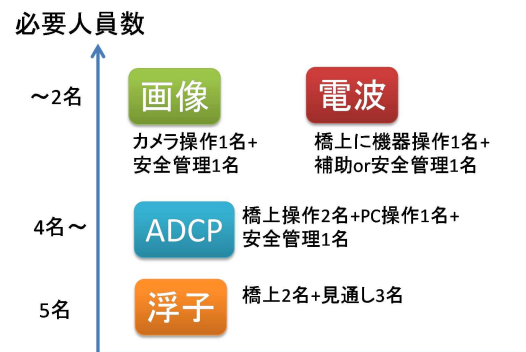 必要人員数
～2名
画像
電波
カメラ操作1名+
安全管理1名
橋上に機器操作1名+
補助or安全管理1名
4名～
ADCP
橋上操作2名+PC操作1名+
安全管理1名
5名
浮子
橋上2名+見通し3名